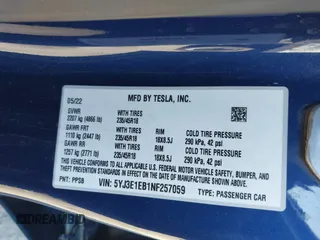 MFD BY TESLA, INC.
05/22
GVWR
2207 kg (4866 lb)
WITH TIRES
235/45R18
GAWR FRT
1110 kg (2447 lb)
WITH TIRES
235/45R18
RIM
18X8.5J
COLD TIRE PRESSURE
290 kPa, 42 psi
GAWR RR
1257 kg (2771 lb)
WITH TIRES
235/45R18
RIM
18X8.5J
COLD TIRE PRESSURE
290 kPa, 42 psi
THIS VEHICLE CONFORMS TO ALL APPLICABLE FEDERAL MOTOR VEHICLE SAFETY, BUMPER, AND
THEFT PREVENTION STANDARDS IN EFFECT ON THE DATE OF MANUFACTURE SHOWN ABOVE.
PNT: PPSB
VIN: 5YJ3E1EB1NF257059
TYPE: PASSENGER CAR
STAT.VIN
DREAMBID